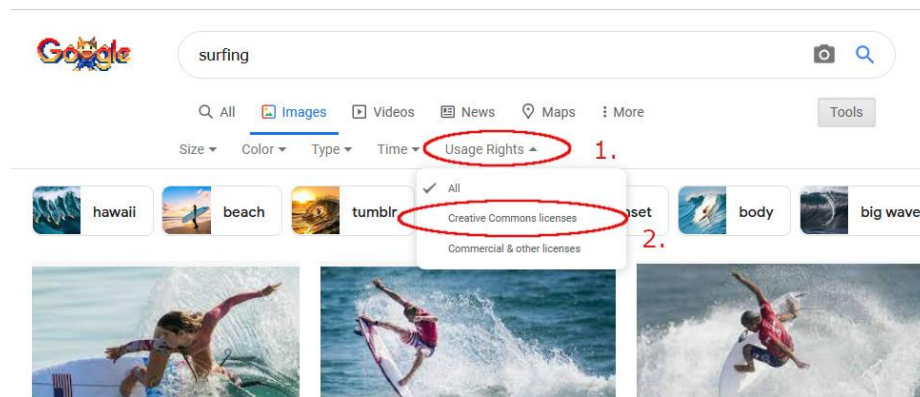 Google
surfing
All Images Videos News Maps More Tools
Size Color Type Time Usage Rights 1.
All
hawaii beach tumblr Creative Commons licenses body big wave
2.
Commercial & other licenses